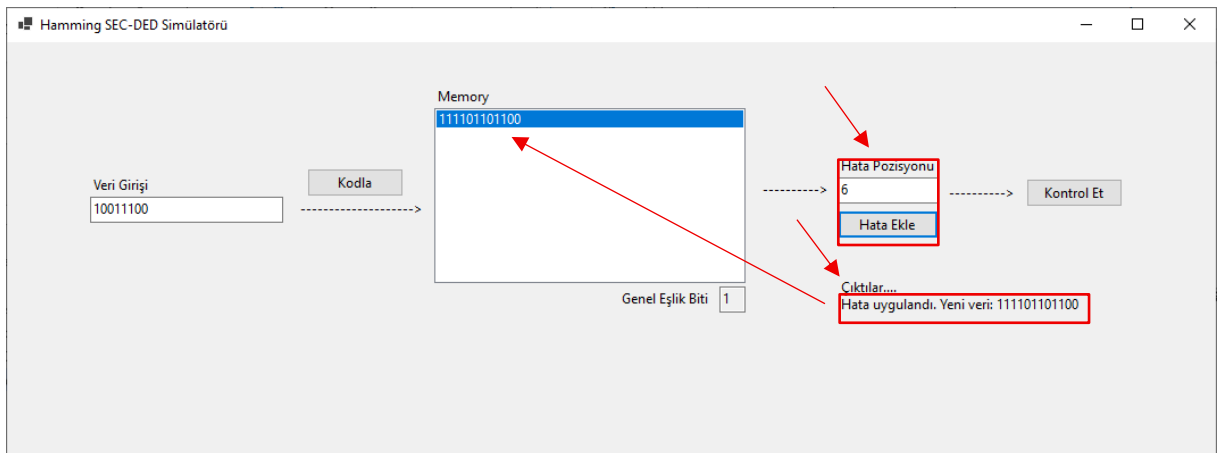 Hamming SEC-DED Simülatörü
Memory
111101101100
Veri Girişi
10011100
Kodla
------------------->
Genel Eşlik Biti 1
---------->
Hata Pozisyonu
6
Hata Ekle
---------->
Kontrol Et
Çıktılar....
Hata uygulandı. Yeni veri: 111101101100